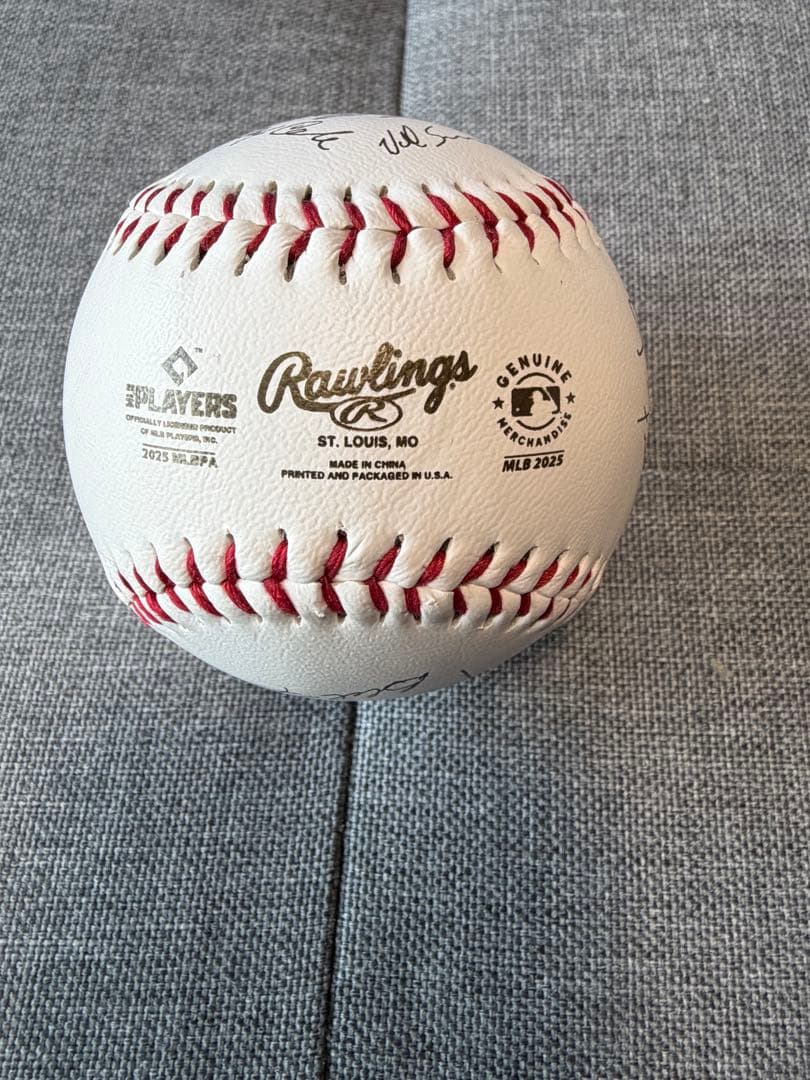 MLB PLAYERS
OFFICIALLY LICENSED PRODUCT
OF MLB PLAYERS, INC.
2025 MLBPA
Rawlings
R
ST. LOUIS, MO
MADE IN CHINA
PRINTED AND PACKAGED IN U.S.A.
GENUINE
MERCHANDISE
MLB 2025